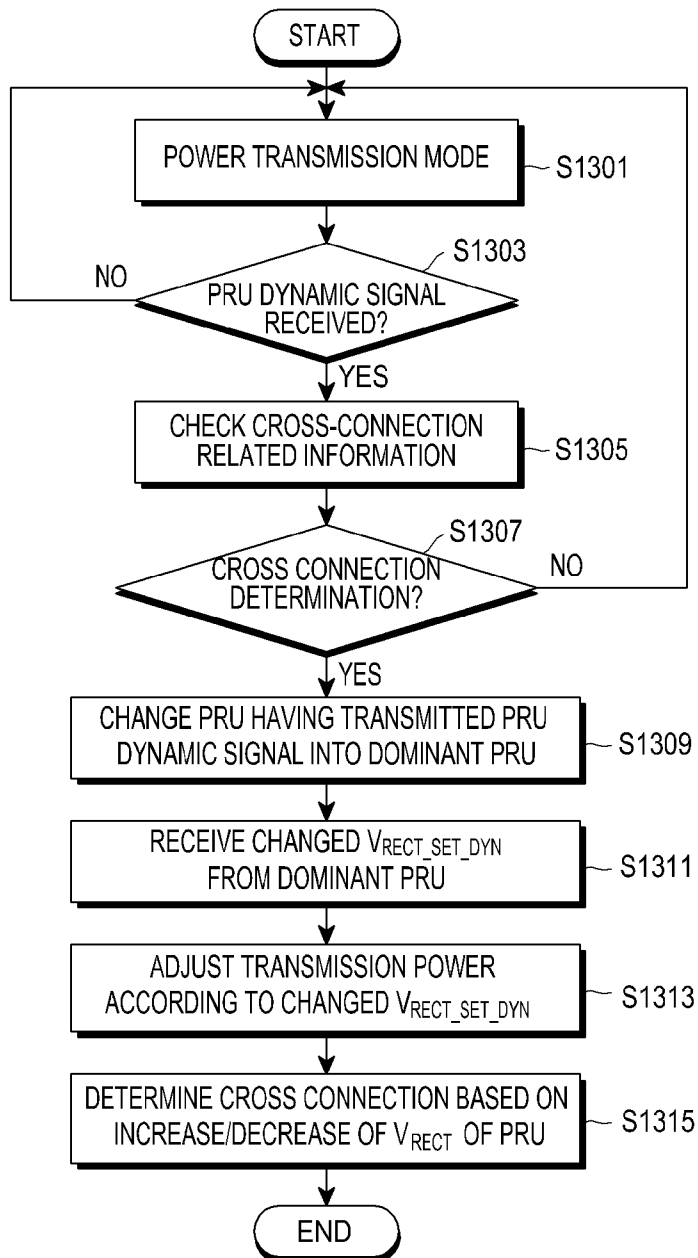 START
POWER TRANSMISSION MODE
S1301
S1303
NO
PRU DYNAMIC SIGNAL
RECEIVED?
YES
CHECK CROSS-CONNECTION
RELATED INFORMATION
S1305
S1307
CROSS CONNECTION
DETERMINATION?
NO
YES
CHANGE PRU HAVING TRANSMITTED PRU
DYNAMIC SIGNAL INTO DOMINANT PRU
S1309
RECEIVE CHANGED VRECT_SET_DYN
FROM DOMINANT PRU
S1311
ADJUST TRANSMISSION POWER
ACCORDING TO CHANGED VRECT_SET_DYN
S1313
DETERMINE CROSS CONNECTION BASED ON
INCREASE/DECREASE OF VRECT OF PRU
S1315
END